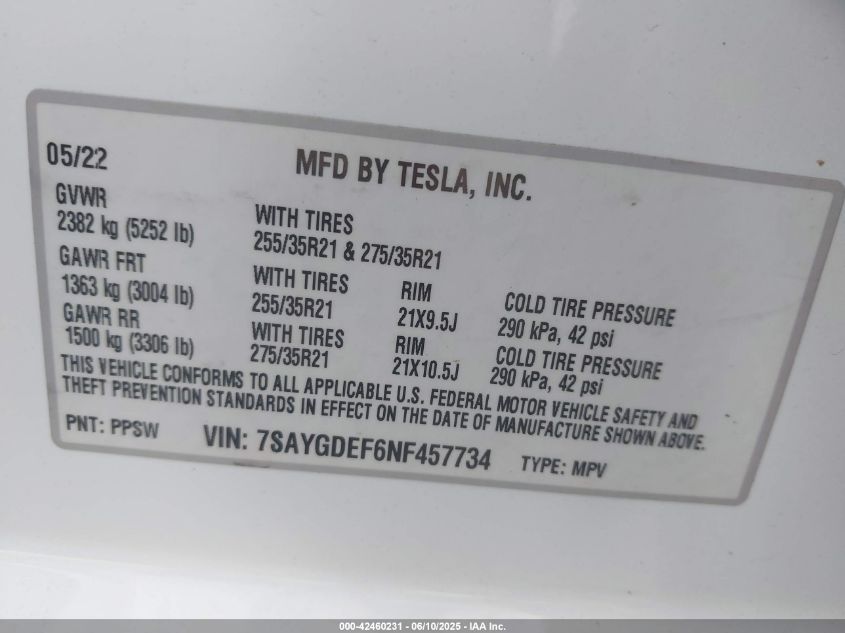 05/22
MFD BY TESLA, INC.
GVWR
2382 kg (5252 lb)
WITH TIRES
255/35R21 & 275/35R21
GAWR FRT
1363 kg (3004 lb)
WITH TIRES
255/35R21
RIM
21X9.5J
COLD TIRE PRESSURE
290 kPa, 42 psi
GAWR RR
1500 kg (3306 lb)
WITH TIRES
275/35R21
RIM
21X10.5J
COLD TIRE PRESSURE
290 kPa, 42 psi
THIS VEHICLE CONFORMS TO ALL APPLICABLE U.S. FEDERAL MOTOR VEHICLE SAFETY AND
THEFT PREVENTION STANDARDS IN EFFECT ON THE DATE OF MANUFACTURE SHOWN ABOVE.
PNT: PPSW VIN: 7SAYGDEF6NF457734 TYPE: MPV
000-42460231 - 06/10/2025 - IAA Inc.